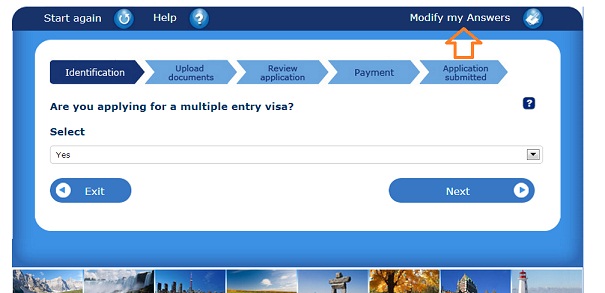 Start again
Help
?
Modify my Answers
Identification
Upload
documents
Review
application
Payment
Application
submitted
Are you applying for a multiple entry visa?
?
Select
Yes
Exit
Next